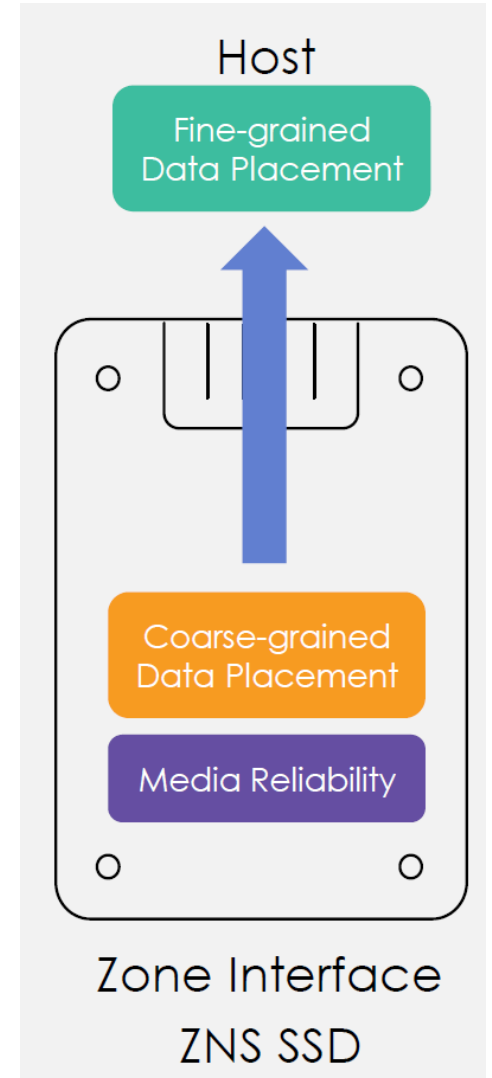 Host
Fine-grained
Data Placement
Coarse-grained
Data Placement
Media Reliability
Zone Interface
ZNS SSD